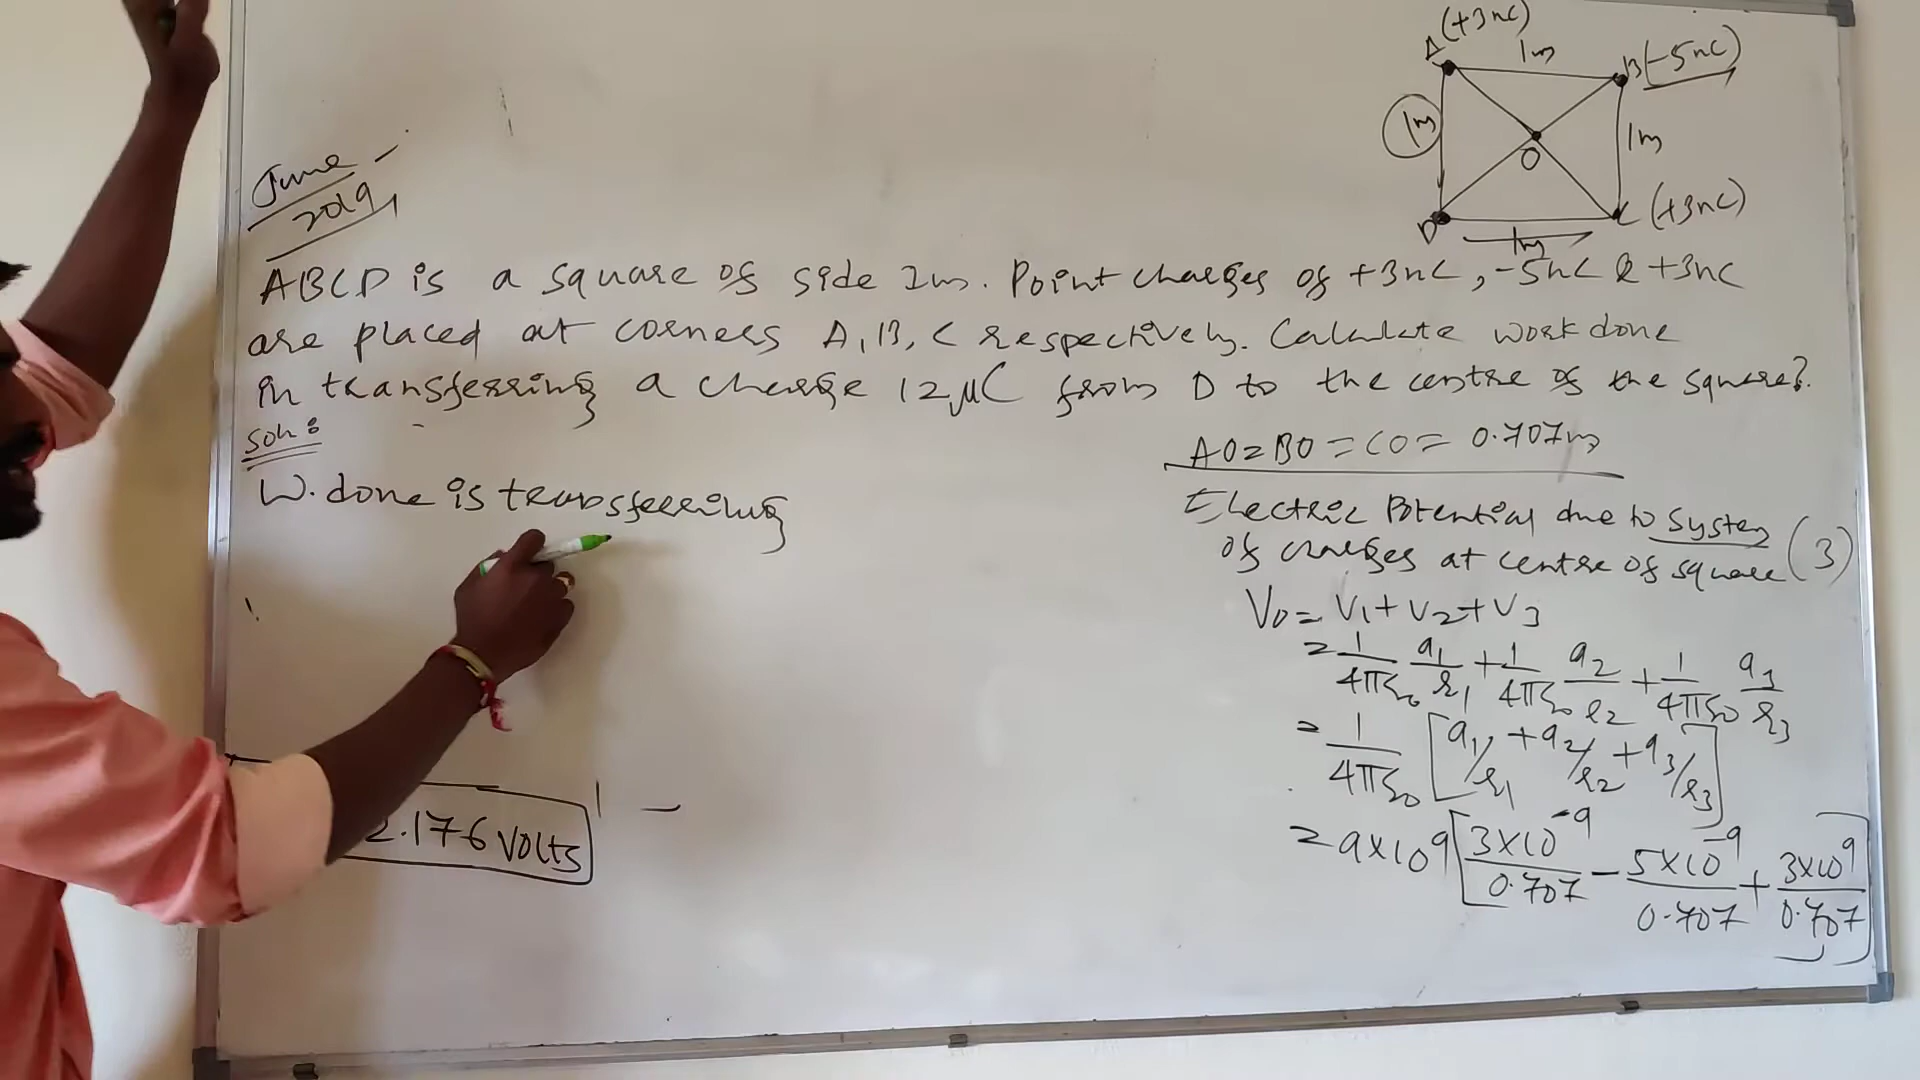 A (+3nC)
1m
B (-5nC)
1m
1m
O
D
C (+3nC)
1m
June -
2019
ABCD is a square of side 1m. Point charges of +3nC, -5nC & +3nC
are placed at corners A, B, C respectively. Calculate work done
in transferring a charge 12 μC from D to the centre of the square?
Soln:
AO = BO = CO = 0.707m
W. done is transferring
Electric Potential due to system
of charges at centre of square (3)
V0 = V1 + V2 + V3
= 1/4πε0 q1/r1 + 1/4πε0 q2/r2 + 1/4πε0 q3/r3
= 1/4πε0 [q1/r1 + q2/r2 + q3/r3]
= 9×10^9 [3×10^-9/0.707 - 5×10^-9/0.707 + 3×10^9/0.707]
2.176 volts